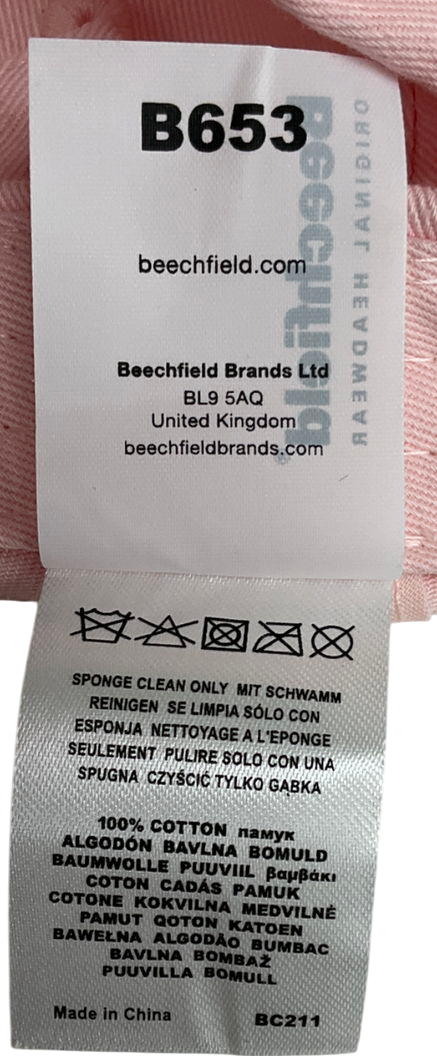 B653
beechfield.com
Beechfield Brands Ltd
BL9 5AQ
United Kingdom
beechfieldbrands.com
Beechfield®
ORIGINAL HEADWEAR
SPONGE CLEAN ONLY MIT SCHWAMM
REINIGEN SE LIMPIA SÓLO CON
ESPONJA NETTOYAGE A L'EPONGE
SEULEMENT PULIRE SOLO CON UNA
SPUGNA CZYŚCIĆ TYLKO GĄBKA
100% COTTON памук
ALGODÓN BAVLNA BOMULD
BAUMWOLLE PUUVIIL βαμβάκι
COTON CADÁS PAMUK
COTONE KOKVILNA MEDVILNĖ
PAMUT QOTON KATOEN
BAWEŁNA ALGODÃO BUMBAC
BAVLNA BOMBAŽ
PUUVILLA BOMULL
Made in China BC211